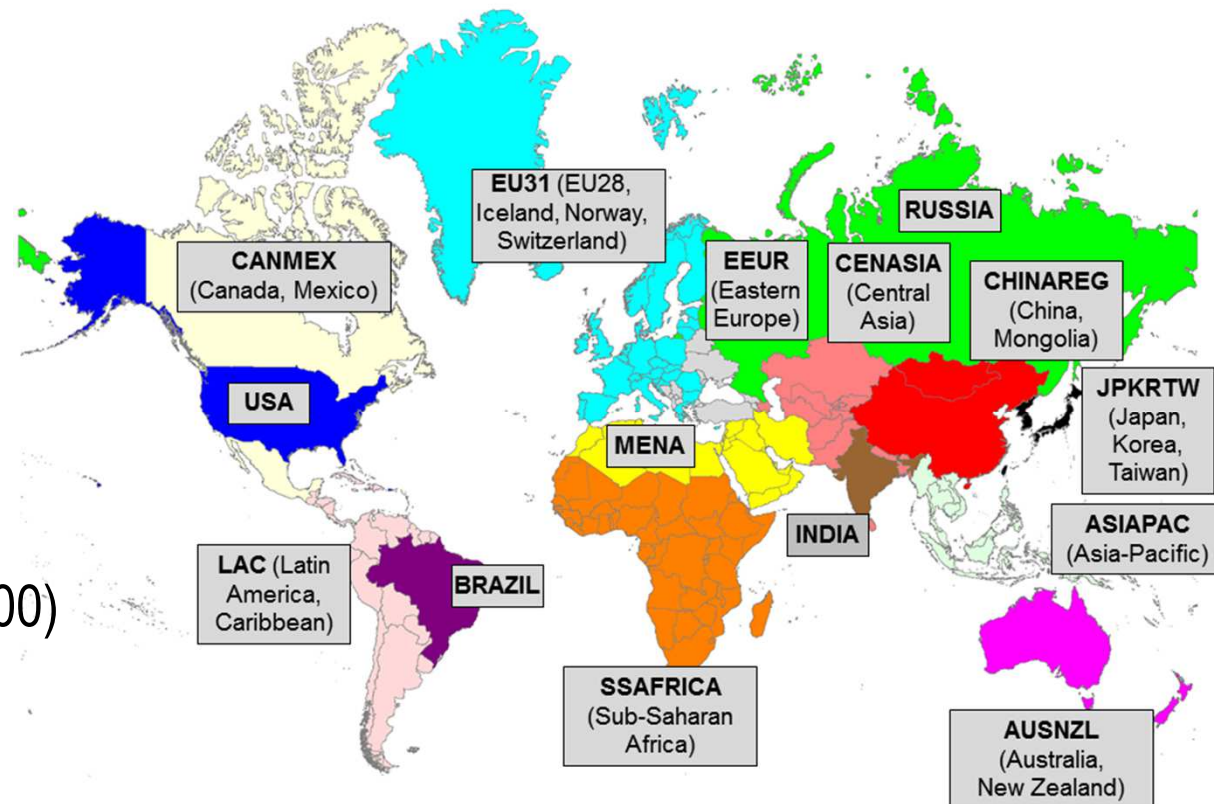 EU31 (EU28,
Iceland, Norway,
Switzerland)
RUSSIA
CANMEX
(Canada, Mexico)
EEUR
(Eastern
Europe)
CENASIA
(Central
Asia)
CHINAREG
(China,
Mongolia)
USA
MENA
JPKRTW
(Japan,
Korea,
Taiwan)
INDIA
ASIAPAC
(Asia-Pacific)
LAC (Latin
America,
Caribbean)
BRAZIL
00)
SSAFRICA
(Sub-Saharan
Africa)
AUSNZL
(Australia,
New Zealand)